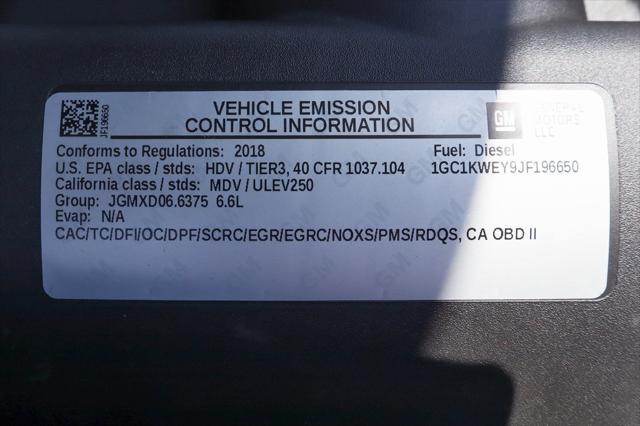 VEHICLE EMISSION
CONTROL INFORMATION
JF196650
GM
GENERAL
MOTORS
LLC
Conforms to Regulations: 2018
Fuel: Diesel
U.S. EPA class / stds: HDV / TIER3, 40 CFR 1037.104
1GC1KWEY9JF196650
California class / stds: MDV / ULEV250
Group: JGMXD06.6375 6.6L
Evap: N/A
CAC/TC/DFI/OC/DPF/SCRC/EGR/EGRC/NOXS/PMS/RDQS, CA OBD II